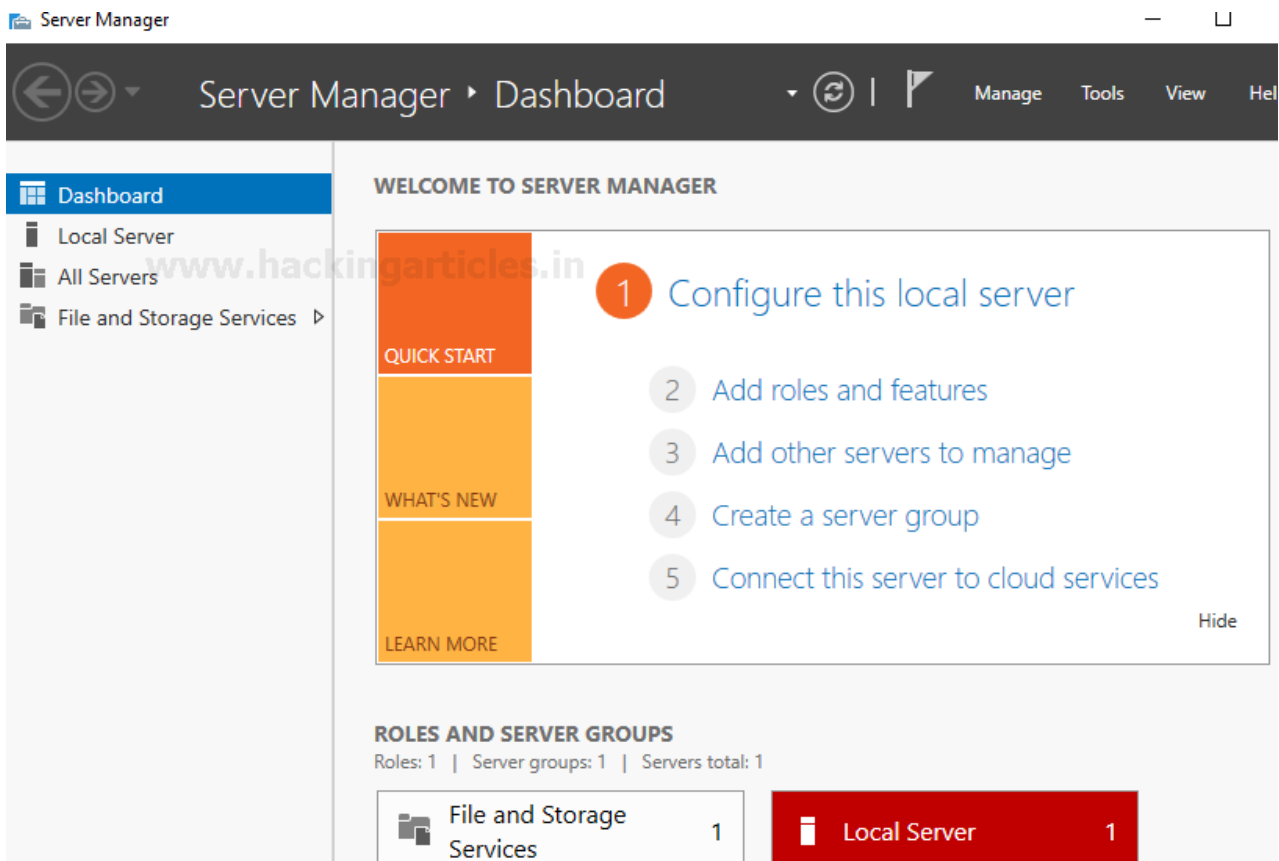 Server Manager
Server Manager ‣ Dashboard
Manage Tools View Hel
Dashboard
Local Server
All Servers
File and Storage Services
www.hackingarticles.in
WELCOME TO SERVER MANAGER
QUICK START
WHAT'S NEW
LEARN MORE
1 Configure this local server
2 Add roles and features
3 Add other servers to manage
4 Create a server group
5 Connect this server to cloud services
Hide
ROLES AND SERVER GROUPS
Roles: 1 | Server groups: 1 | Servers total: 1
File and Storage
Services 1
Local Server 1